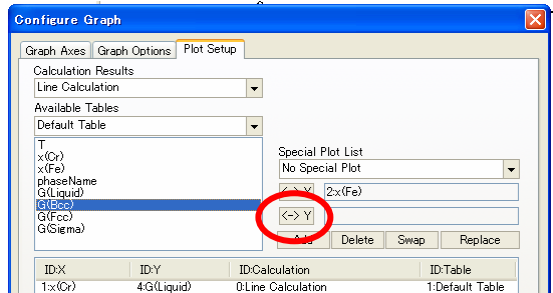 Configure Graph
Graph Axes Graph Options Plot Setup
Calculation Results
Line Calculation
Available Tables
Default Table
T
x(Cr)
x(Fe)
phaseName
G(Liquid)
G(Bcc)
G(Fcc)
G(Sigma)
Special Plot List
No Special Plot
<-> Y 2:x(Fe)
<-> Y
Add Delete Swap Replace
ID:X ID:Y ID:Calculation ID:Table
1:x(Cr) 4:G(Liquid) 0:Line Calculation 1:Default Table